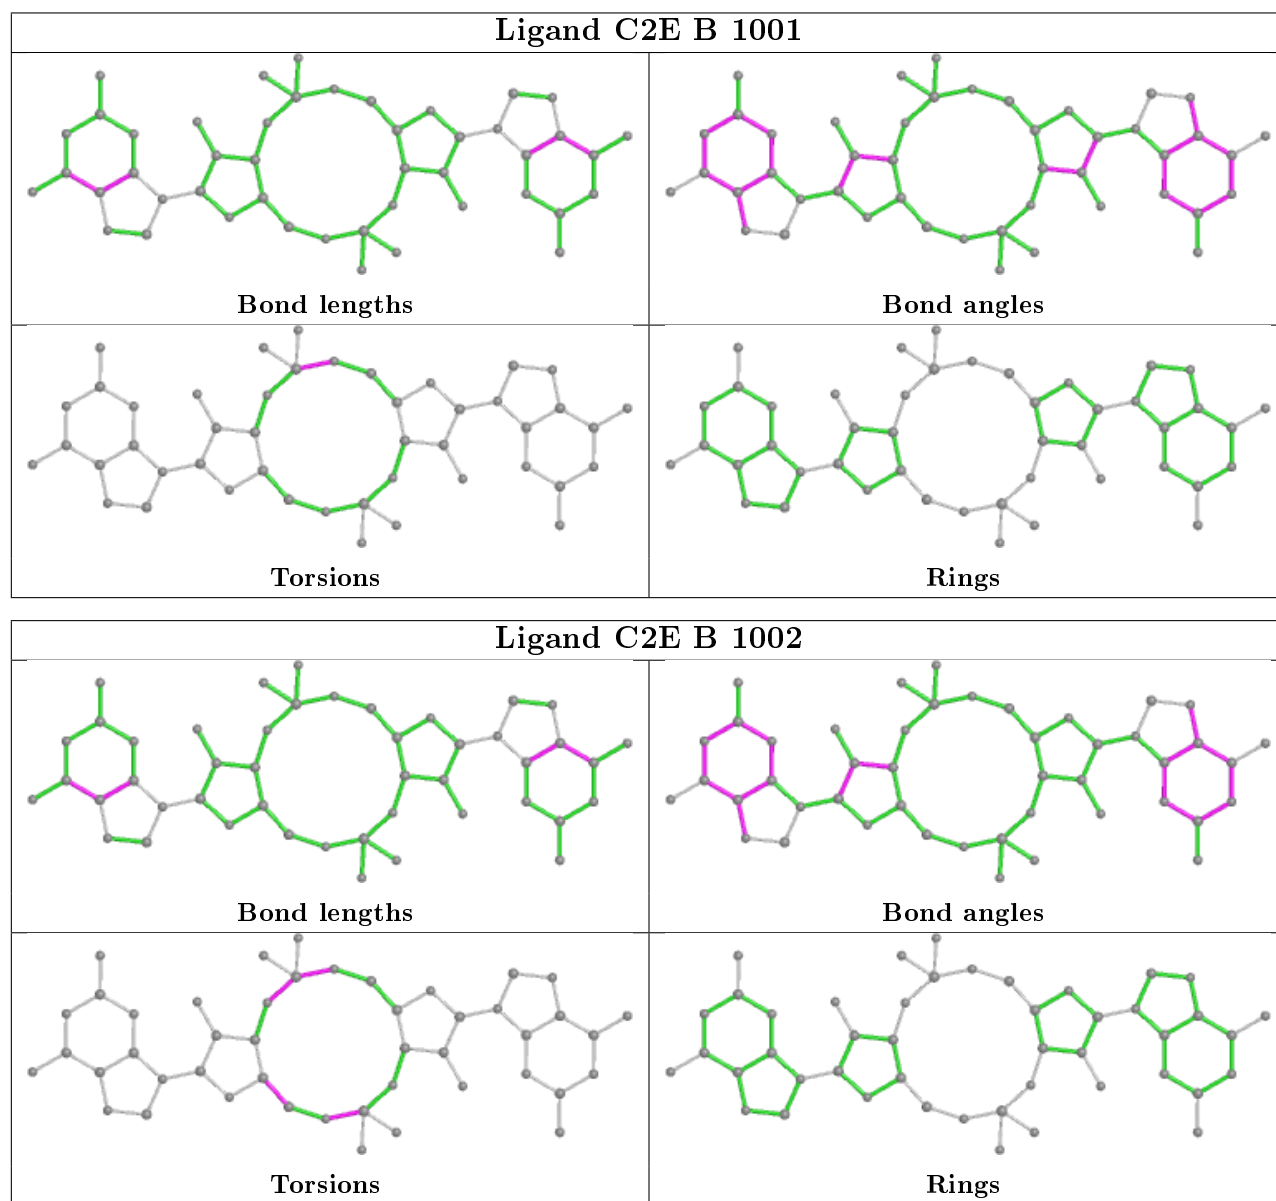 Ligand C2E B 1001
Bond lengths
Bond angles
Torsions
Rings
Ligand C2E B 1002
Bond lengths
Bond angles
Torsions
Rings